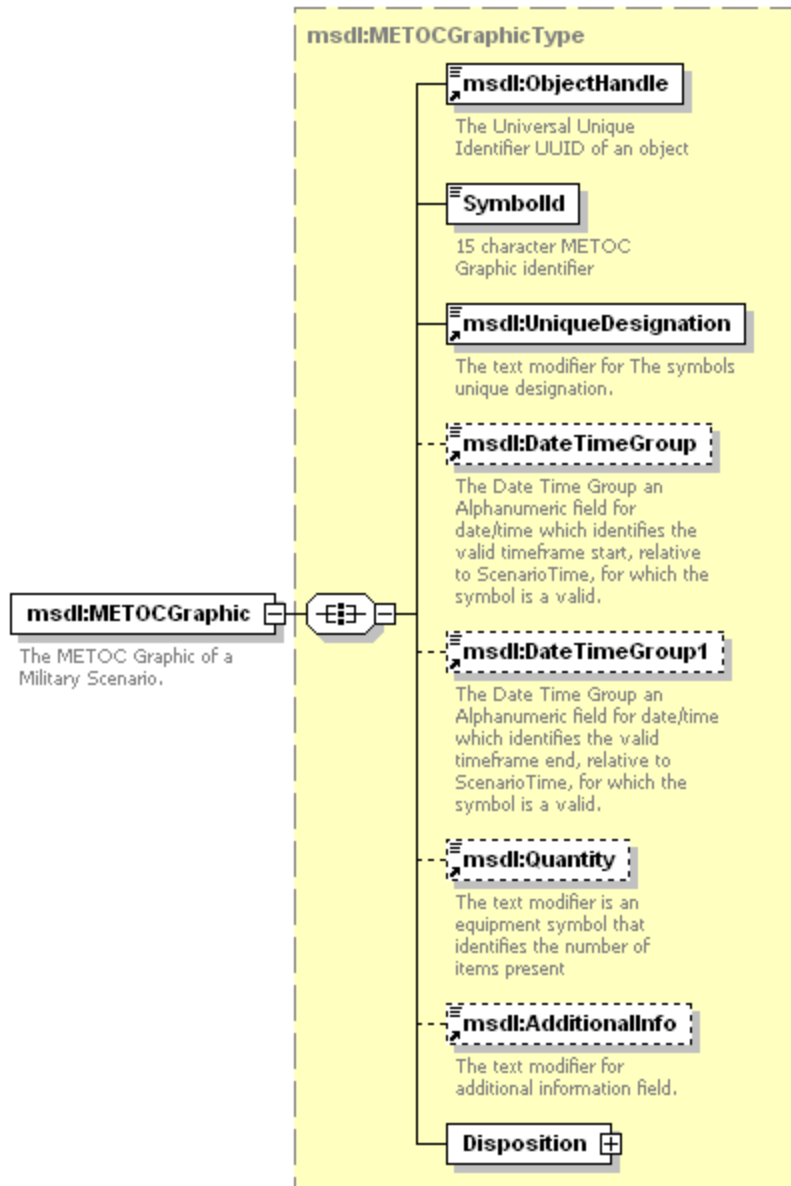 msdl:METOCGraphicType
msdl:ObjectHandle
The Universal Unique
Identifier UUID of an object
SymbolId
15 character METOC
Graphic identifier
msdl:UniqueDesignation
The text modifier for The symbols
unique designation.
msdl:DateTimeGroup
The Date Time Group an
Alphanumeric field for
date/time which identifies the
valid timeframe start, relative
to ScenarioTime, for which the
symbol is a valid.
msdl:METOCGraphic
The METOC Graphic of a
Military Scenario.
msdl:DateTimeGroup1
The Date Time Group an
Alphanumeric field for date/time
which identifies the valid
timeframe end, relative to
ScenarioTime, for which the
symbol is a valid.
msdl:Quantity
The text modifier is an
equipment symbol that
identifies the number of
items present
msdl:AdditionalInfo
The text modifier for
additional information field.
Disposition